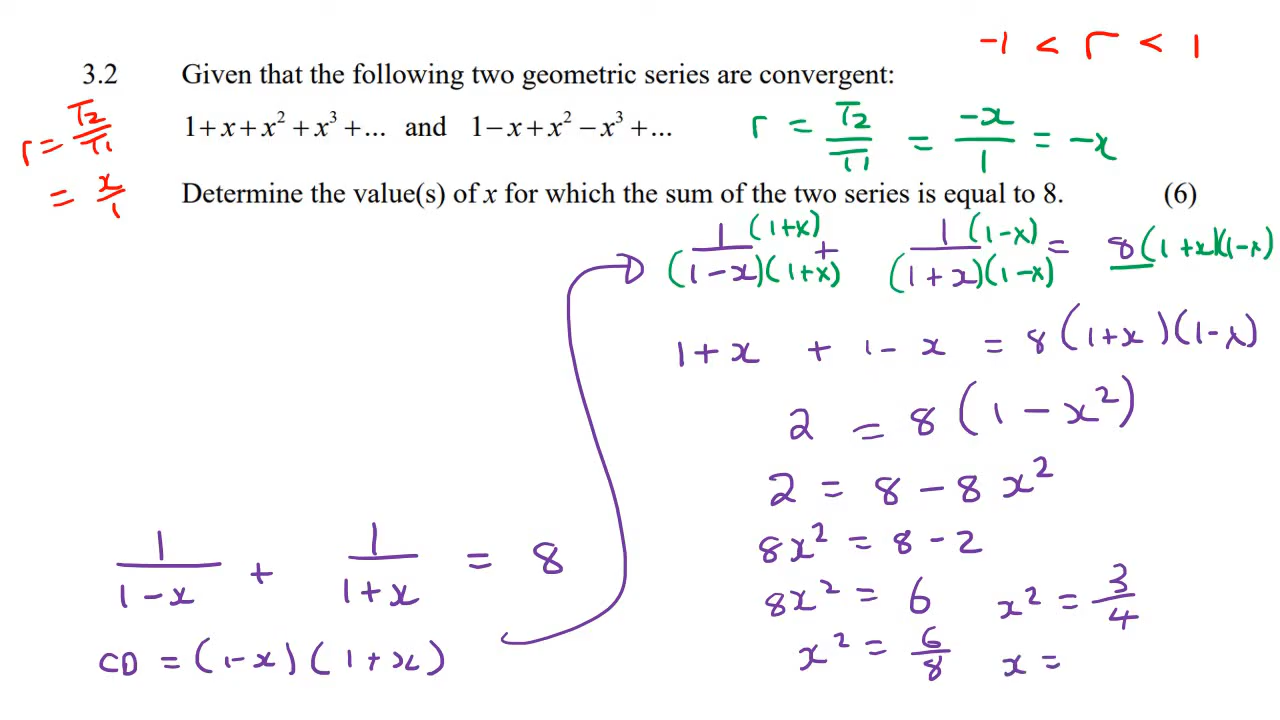 -1 < r < 1
3.2 Given that the following two geometric series are convergent:
r = T2/T1
= x/1
1 + x + x² + x³ + ... and 1 − x + x² − x³ + ...
r = T2/T1 = -x/1 = -x
Determine the value(s) of x for which the sum of the two series is equal to 8. (6)
1(1+x)/(1-x)(1+x) + 1(1-x)/(1+x)(1-x) = 8(1+x)(1-x)
1+x + 1-x = 8(1+x)(1-x)
2 = 8(1-x²)
2 = 8 - 8x²
8x² = 8 - 2
8x² = 6
x² = 6/8
x² = 3/4
x =
1/(1-x) + 1/(1+x) = 8
CD = (1-x)(1+x)